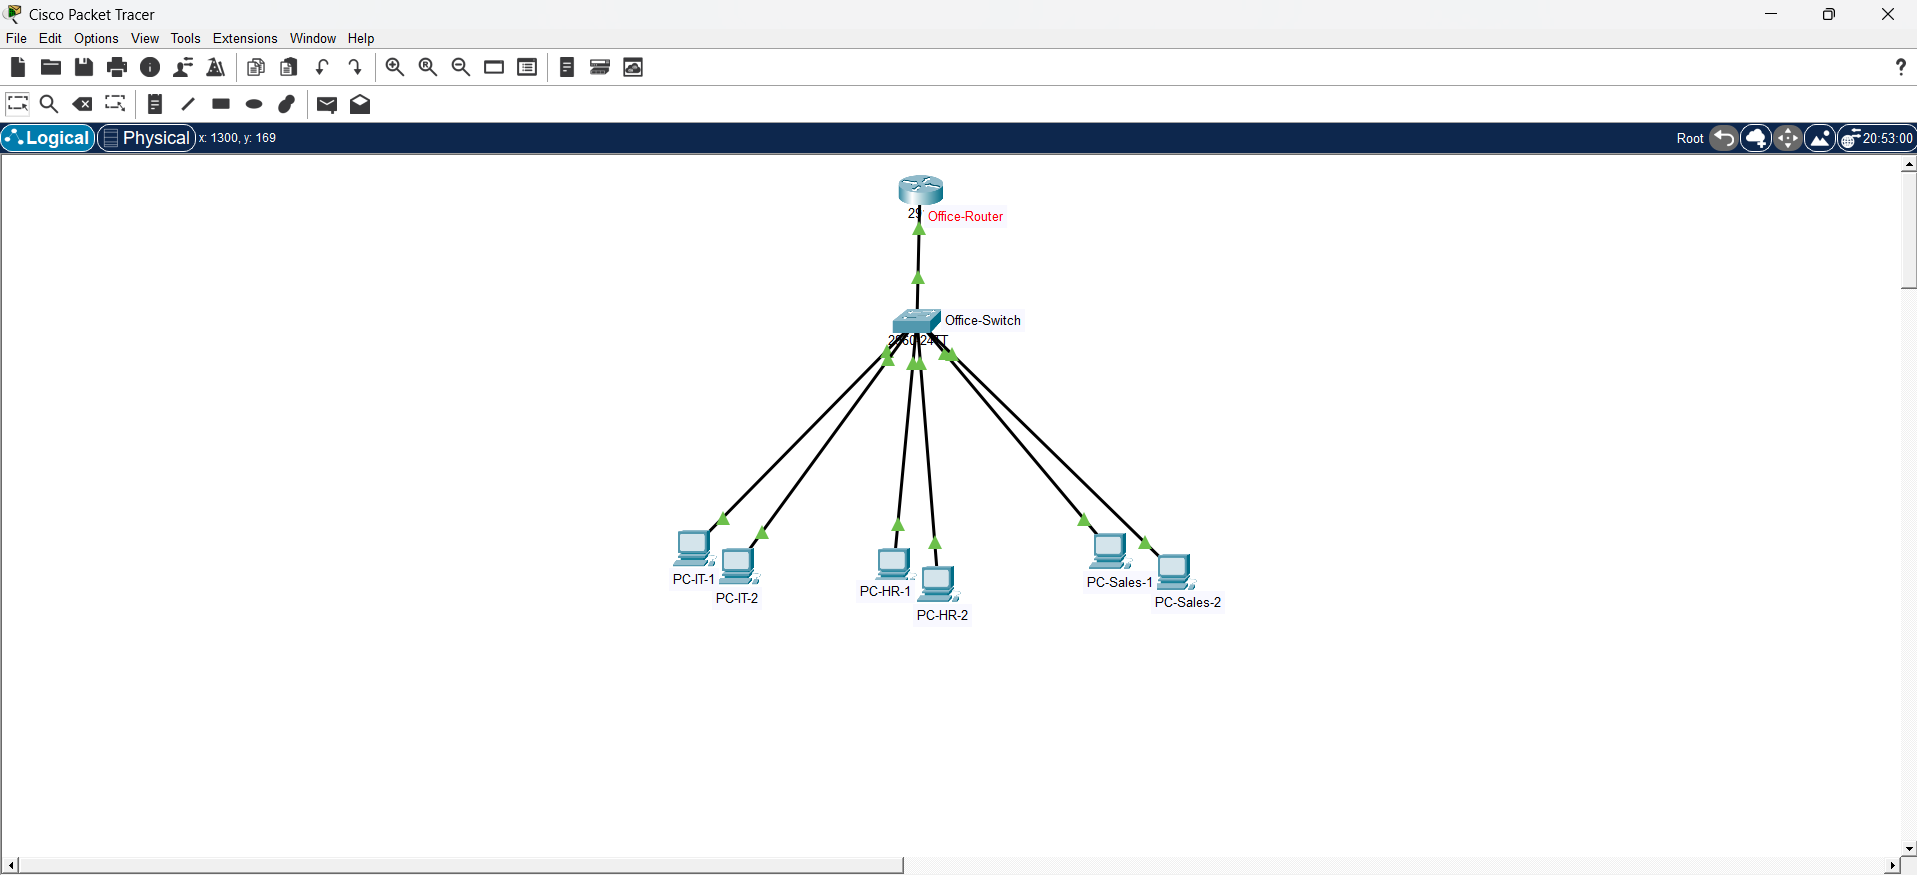 Cisco Packet Tracer
File Edit Options View Tools Extensions Window Help
?
Logical Physical x: 1300, y: 169 Root 20:53:00
29
Office-Router
Office-Switch
PC-IT-1
PC-IT-2
PC-HR-1
PC-HR-2
PC-Sales-1
PC-Sales-2